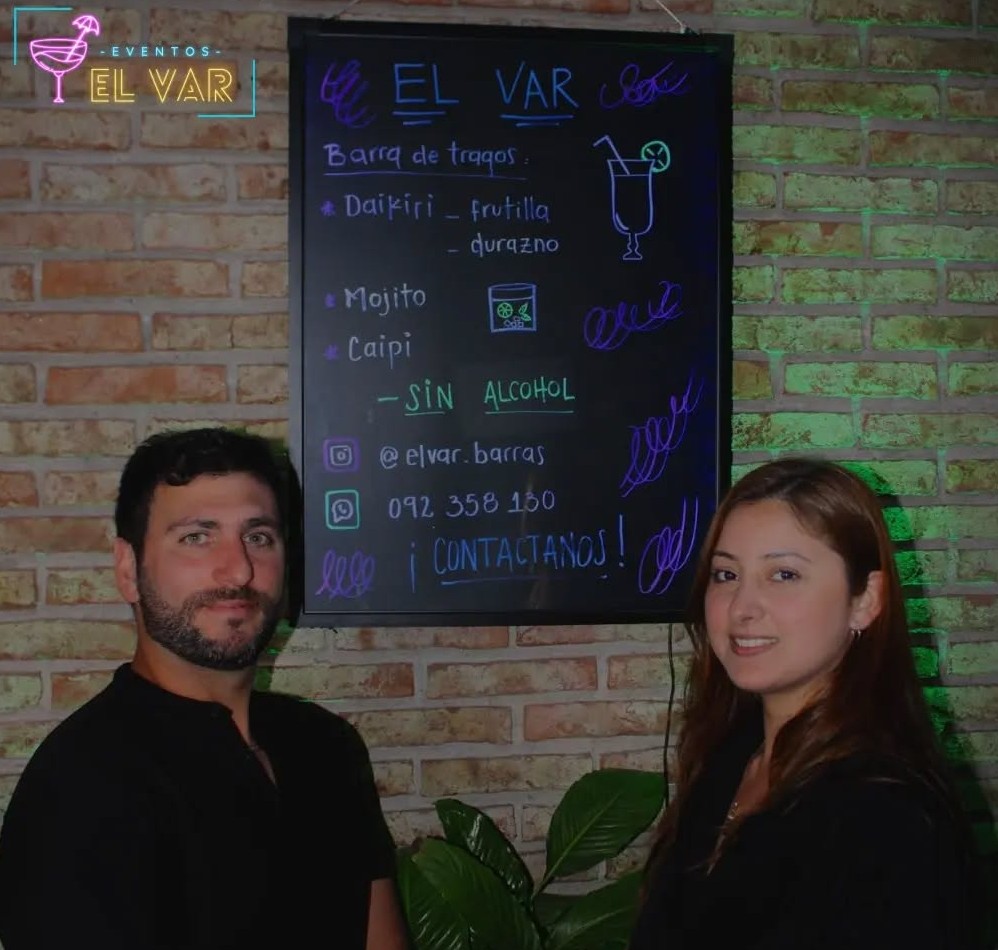 -EVENTOS-
EL VAR
EL VAR
Barra de tragos:
* Daikiri - frutilla
- durazno
* Mojito
* Caipi
- SIN ALCOHOL
@elvar.barras
092 358 130
¡CONTACTANOS!